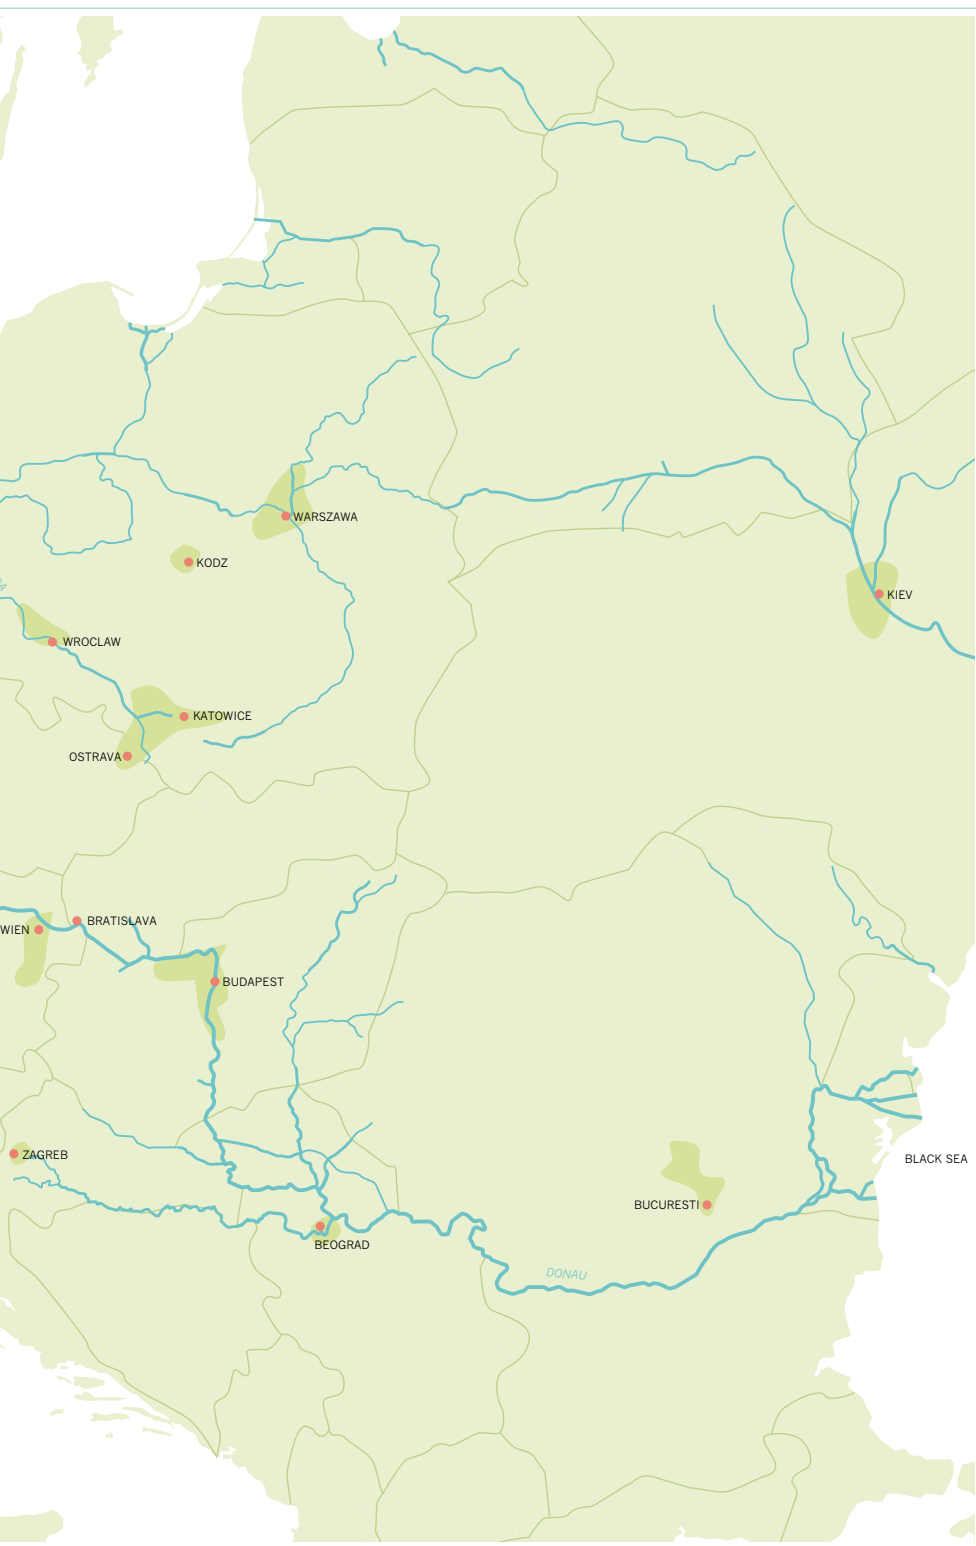 WARSZAWA
KODZ
KIEV
WROCLAW
KATOWICE
OSTRAVA
BRATISLAVA
WIEN
BUDAPEST
ZAGREB
BLACK SEA
BUCURESTI
BEOGRAD
DONAU